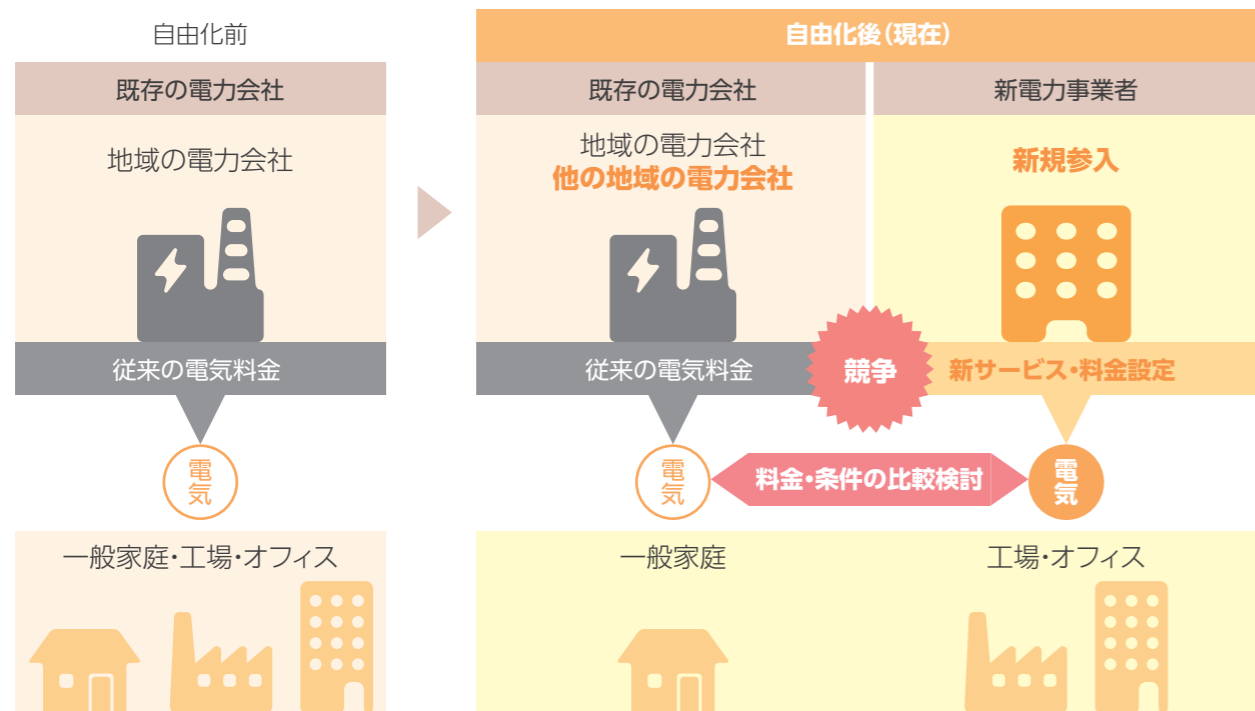 自由化前
既存の電力会社
地域の電力会社
従来の電気料金
電気
一般家庭・工場・オフィス
自由化後(現在)
既存の電力会社
新電力事業者
地域の電力会社
他の地域の電力会社
新規参入
従来の電気料金
競争
新サービス・料金設定
電気
料金・条件の比較検討
電気
一般家庭
工場・オフィス